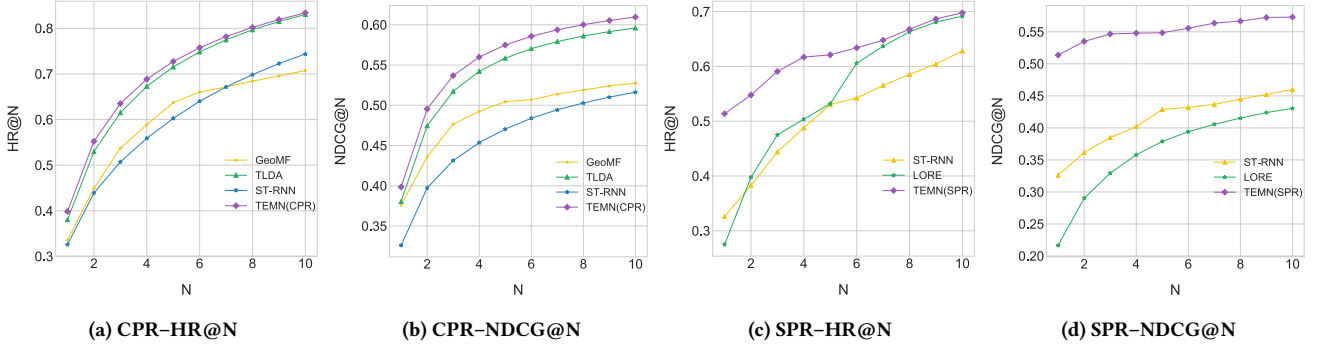 HR@N
0.8
0.7
0.6
0.5
0.4
0.3
GeoMF
TLDA
ST-RNN
TEMN(CPR)
2 4 6 8 10
N
(a) CPR–HR@N
NDCG@N
0.60
0.55
0.50
0.45
0.40
0.35
GeoMF
TLDA
ST-RNN
TEMN(CPR)
2 4 6 8 10
N
(b) CPR–NDCG@N
HR@N
0.7
0.6
0.5
0.4
0.3
ST-RNN
LORE
TEMN(SPR)
2 4 6 8 10
N
(c) SPR–HR@N
NDCG@N
0.55
0.50
0.45
0.40
0.35
0.30
0.25
0.20
ST-RNN
LORE
TEMN(SPR)
2 4 6 8 10
N
(d) SPR–NDCG@N